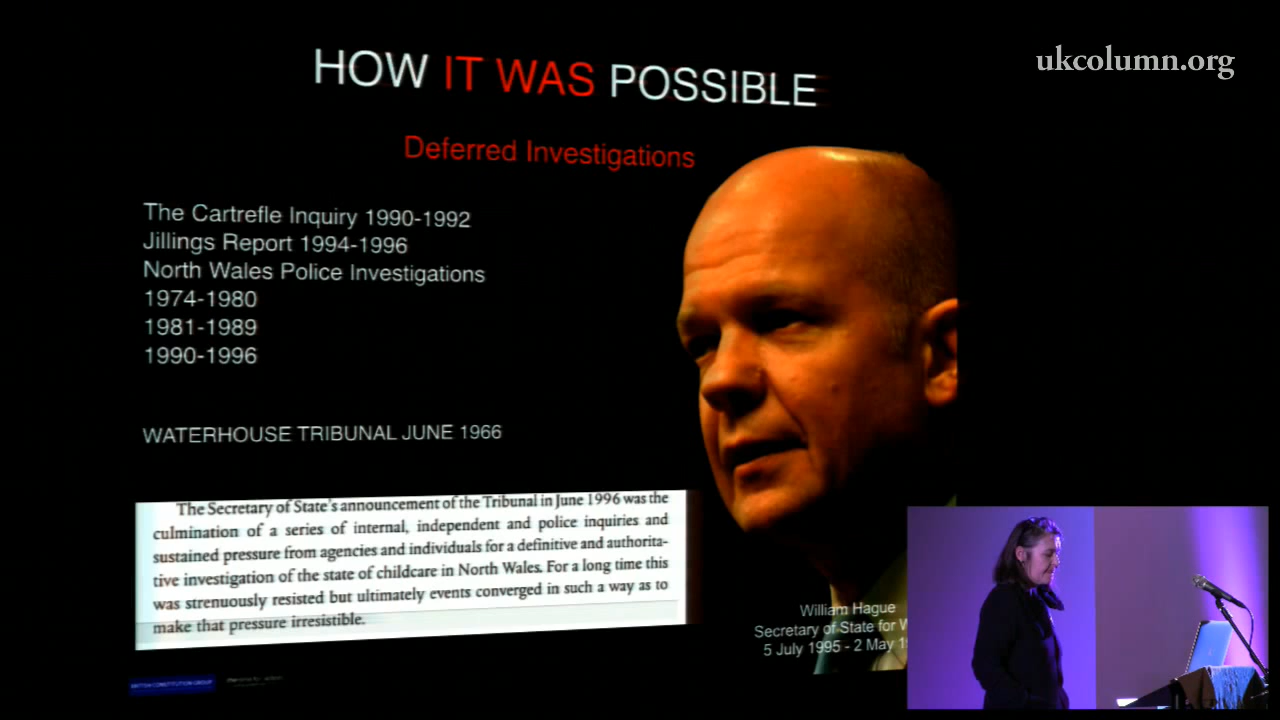 ukcolumn.org
HOW IT WAS POSSIBLE
Deferred Investigations
The Cartrefle Inquiry 1990-1992
Jillings Report 1994-1996
North Wales Police Investigations
1974-1980
1981-1989
1990-1996
WATERHOUSE TRIBUNAL JUNE 1966
The Secretary of State's announcement of the Tribunal in June 1996 was the
culmination of a series of internal, independent and police inquiries and
sustained pressure from agencies and individuals for a definitive and authorita-
tive investigation of the state of childcare in North Wales. For a long time this
was strenuously resisted but ultimately events converged in such a way as to
make that pressure irresistible.
William Hague
Secretary of State for
5 July 1995 - 2 May
BRITISH CONSTITUTION GROUP